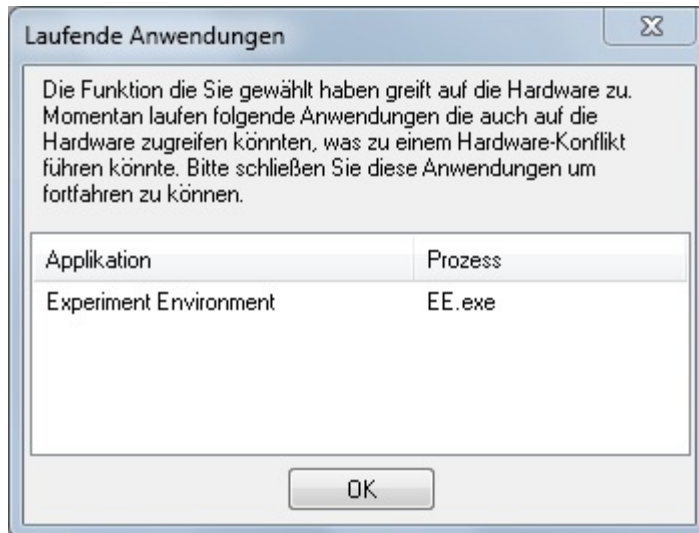 Laufende Anwendungen
Die Funktion die Sie gewählt haben greift auf die Hardware zu.
Momentan laufen folgende Anwendungen die auch auf die
Hardware zugreifen könnten, was zu einem Hardware-Konflikt
führen könnte. Bitte schließen Sie diese Anwendungen um
fortfahren zu können.
Applikation Prozess
Experiment Environment EE.exe
OK